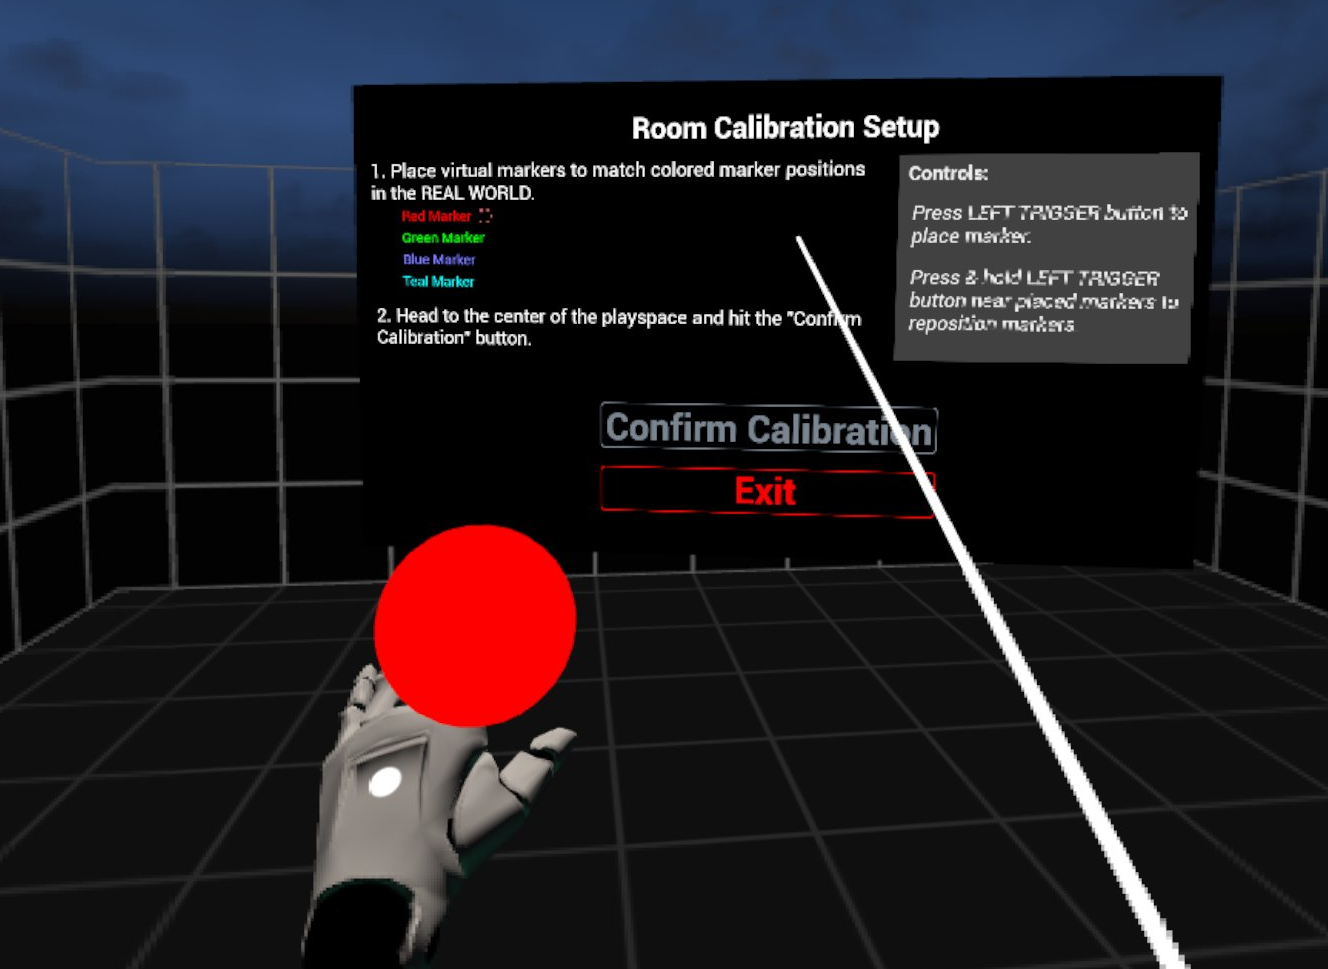 Room Calibration Setup
1. Place virtual markers to match colored marker positions
in the REAL WORLD.
Red Marker
Green Marker
Blue Marker
Teal Marker
2. Head to the center of the playspace and hit the "Confirm
Calibration" button.
Controls:
Press LEFT TRIGGER button to
place marker.
Press & hold LEFT TRIGGER
button near placed markers to
reposition markers
Confirm Calibration
Exit